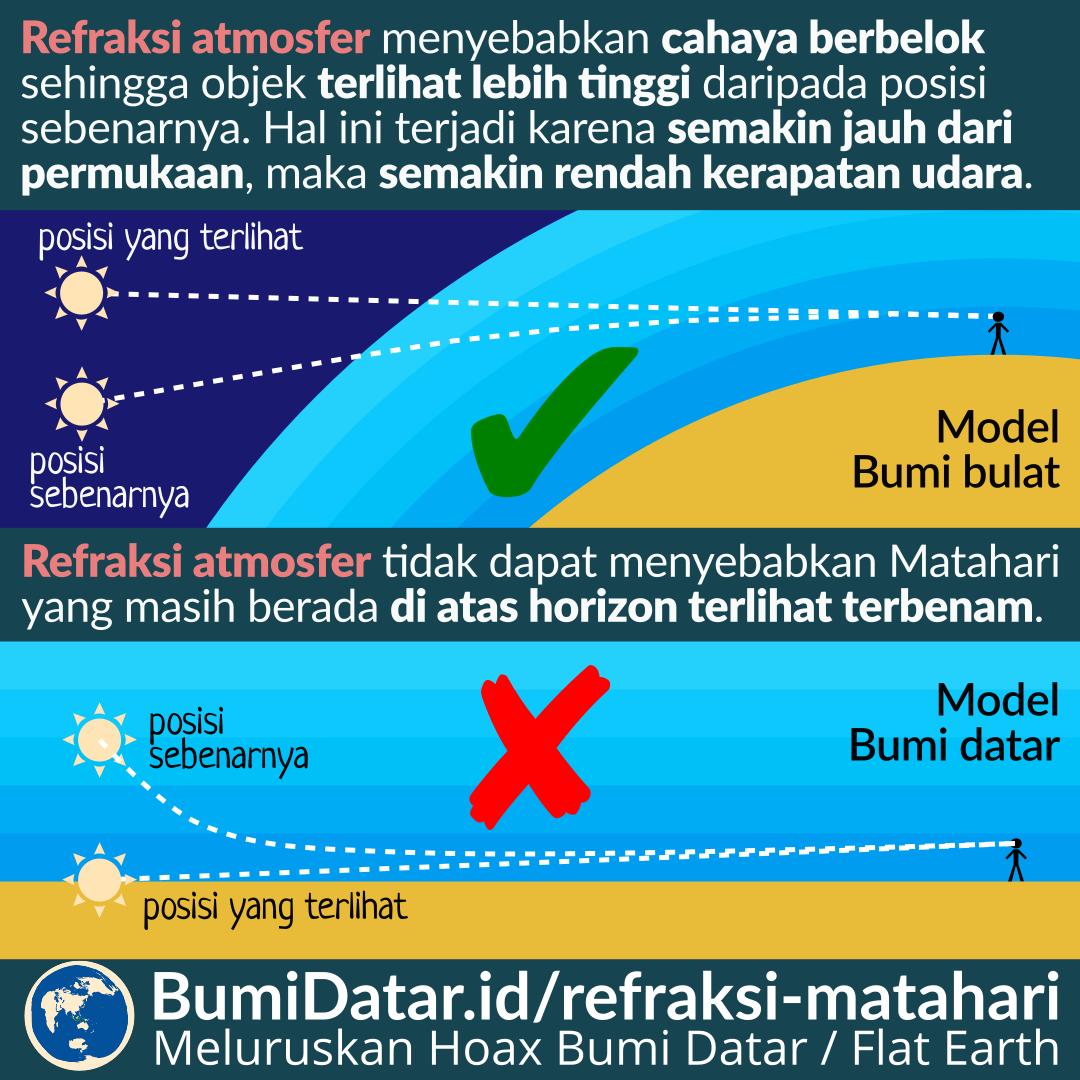 Refraksi atmosfer menyebabkan cahaya berbelok
sehingga objek terlihat lebih tinggi daripada posisi
sebenarnya. Hal ini terjadi karena semakin jauh dari
permukaan, maka semakin rendah kerapatan udara.
posisi yang terlihat
posisi
sebenarnya
Model
Bumi bulat
Refraksi atmosfer tidak dapat menyebabkan Matahari
yang masih berada di atas horizon terlihat terbenam.
posisi
sebenarnya
Model
Bumi datar
posisi yang terlihat
BumiDatar.id/refraksi-matahari
Meluruskan Hoax Bumi Datar / Flat Earth